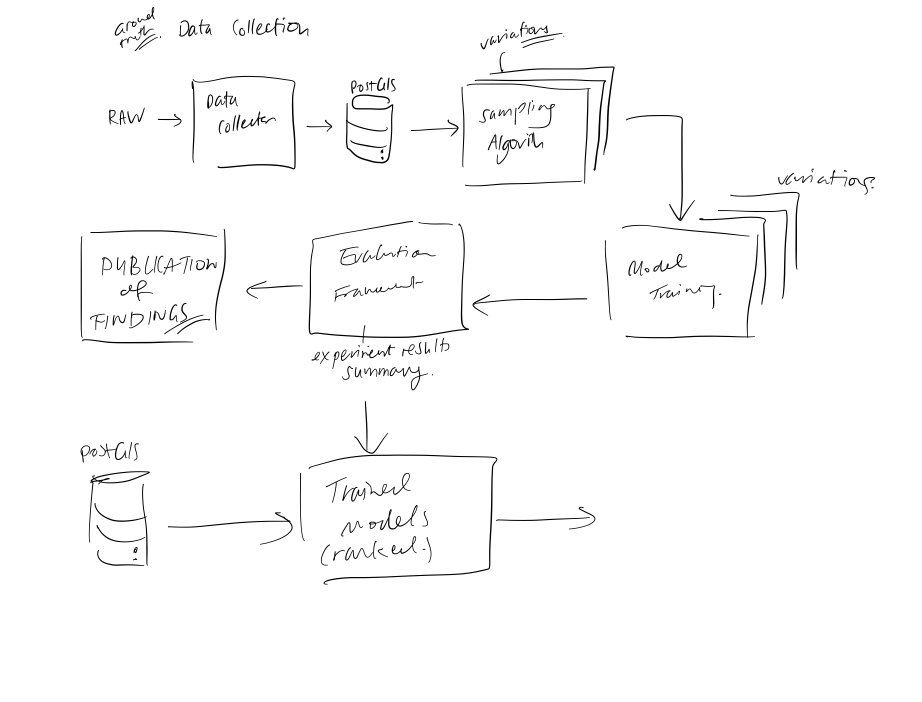 Ground
truth. Data Collection
variations
RAW
Data
Collector
PostGIS
Sampling
Algorith
variations?
Model
Training.
Evaluation
Framework
experiment results
summary.
PUBLICATION
of
FINDINGS
PostGIS
Trained
Models
(ranked.)